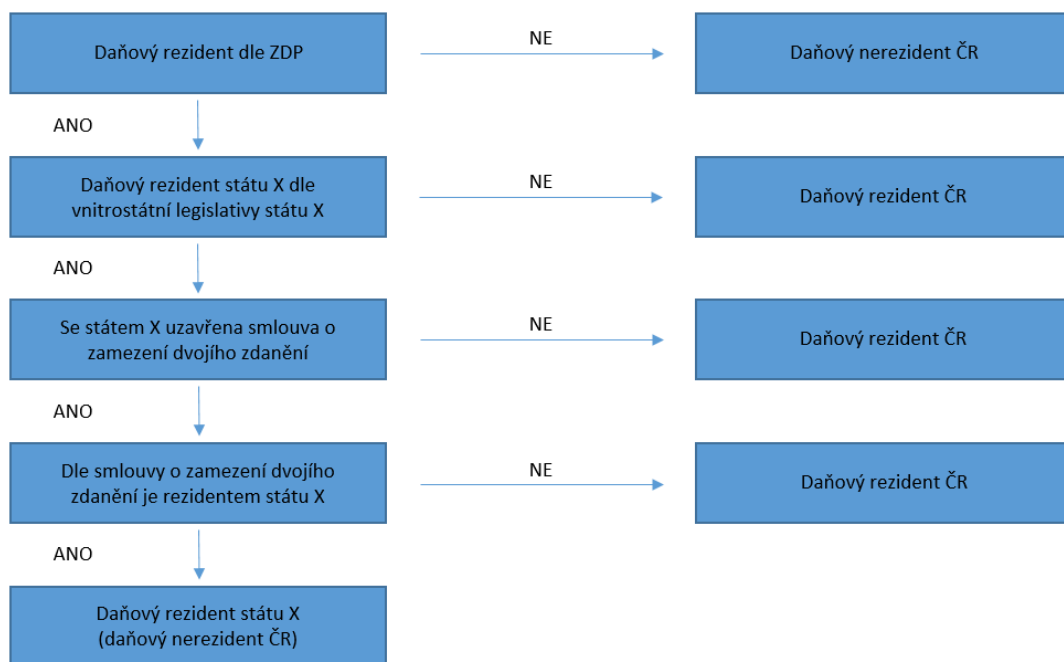 Daňový rezident dle ZDP
NE
Daňový nerezident ČR
ANO
Daňový rezident státu X dle
vnitrostátní legislativy státu X
NE
Daňový rezident ČR
ANO
Se státem X uzavřena smlouva o
zamezení dvojího zdanění
NE
Daňový rezident ČR
ANO
Dle smlouvy o zamezení dvojího
zdanění je rezidentem státu X
NE
Daňový rezident ČR
ANO
Daňový rezident státu X
(daňový nerezident ČR)